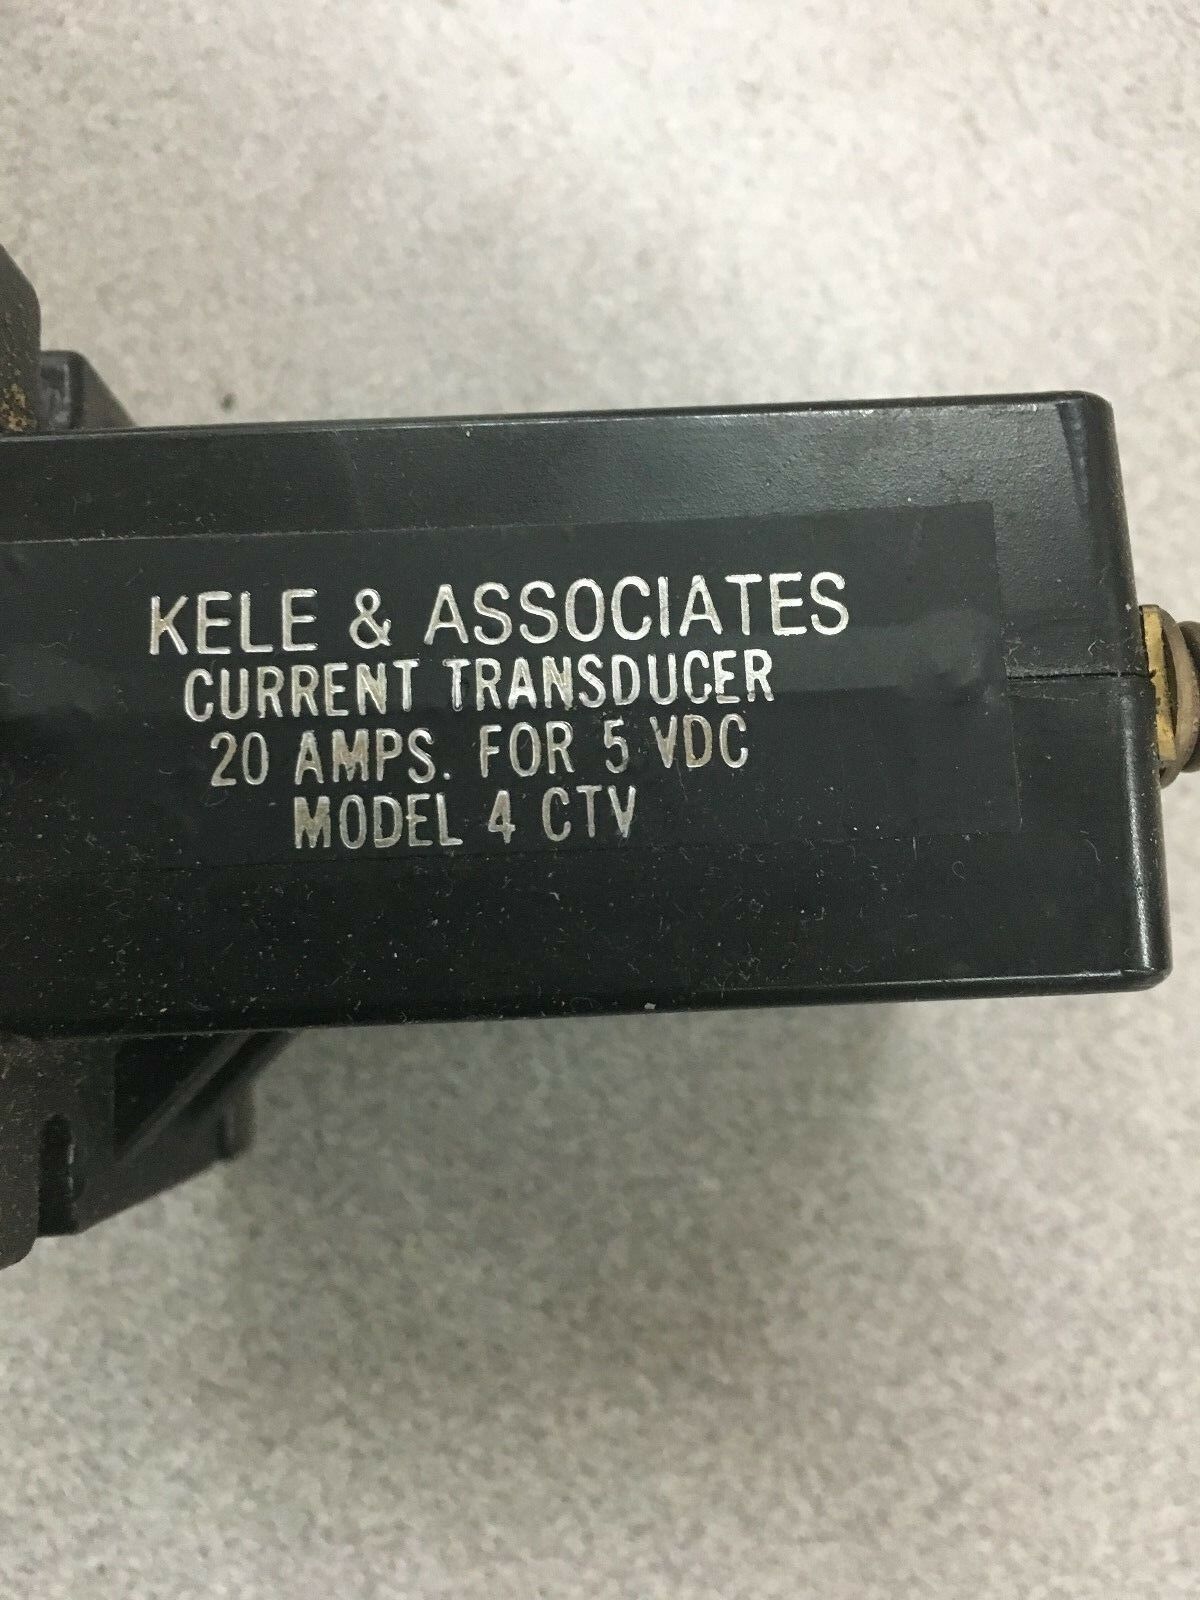 KELE & ASSOCIATES
CURRENT TRANSDUCER
20 AMPS. FOR 5 VDC
MODEL 4 CTV